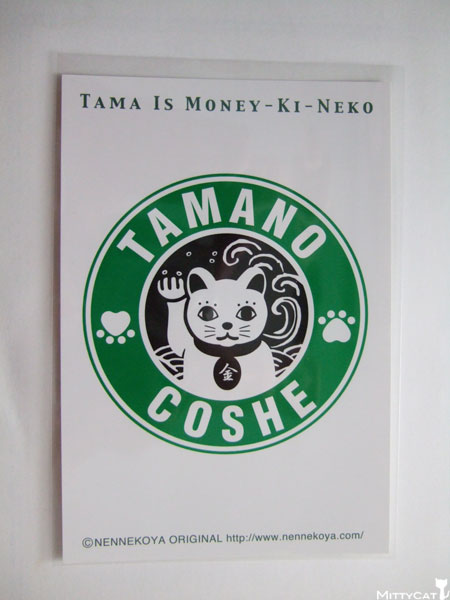 TAMA IS MONEY-KI-NEKO
TAMANO
金
COSHE
©NENNEKOYA ORIGINAL http://www.nennekoya.com/
MITTYCAT